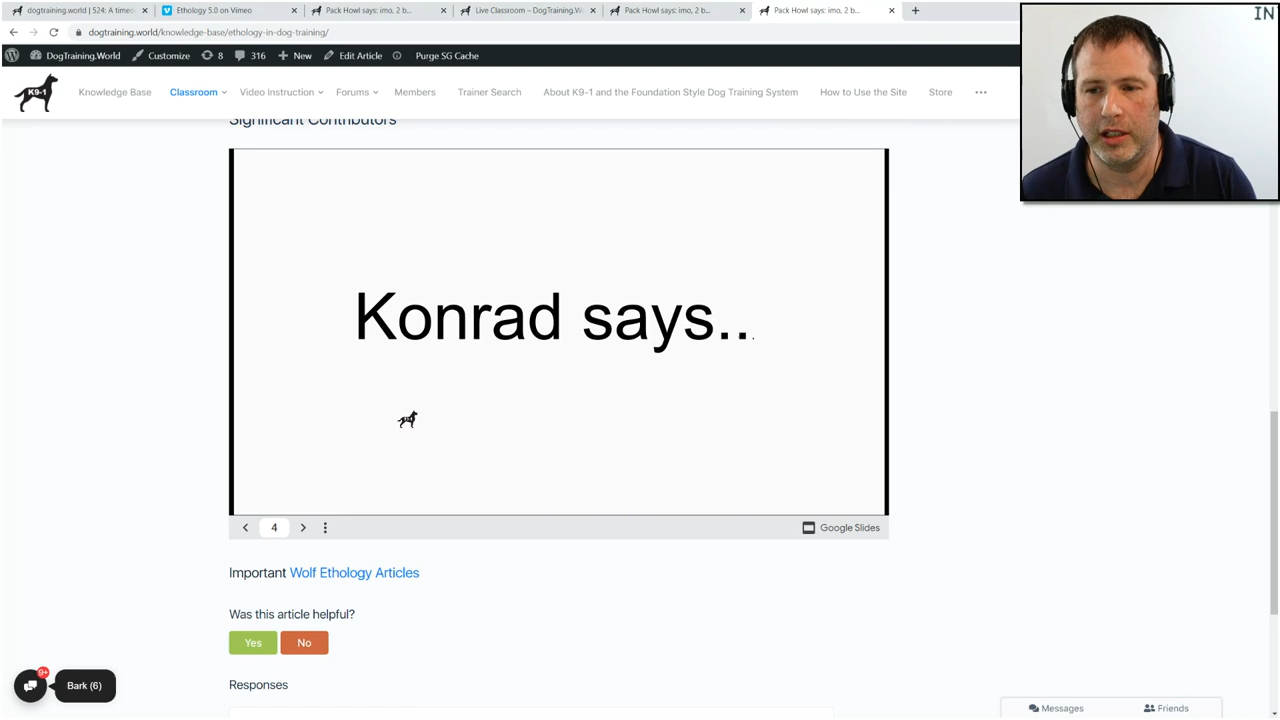 dogtraining.world | 524: A timeo
Ethology 5.0 on Vimeo
Pack Howl says: imo, 2 b...
Live Classroom – DogTraining.Wo
Pack Howl says: imo, 2 b...
Pack Howl says: imo, 2 b...
IN
dogtraining.world/knowledge-base/ethology-in-dog-training/
DogTraining.World Customize 8 316 New Edit Article Purge SG Cache
K9-1
Knowledge Base Classroom Video Instruction Forums Members Trainer Search About K9-1 and the Foundation Style Dog Training System How to Use the Site Store ...
Significant Contributors
Konrad says...
4 Google Slides
Important Wolf Ethology Articles
Was this article helpful?
Yes No
9+
Bark (6)
Responses
Messages Friends